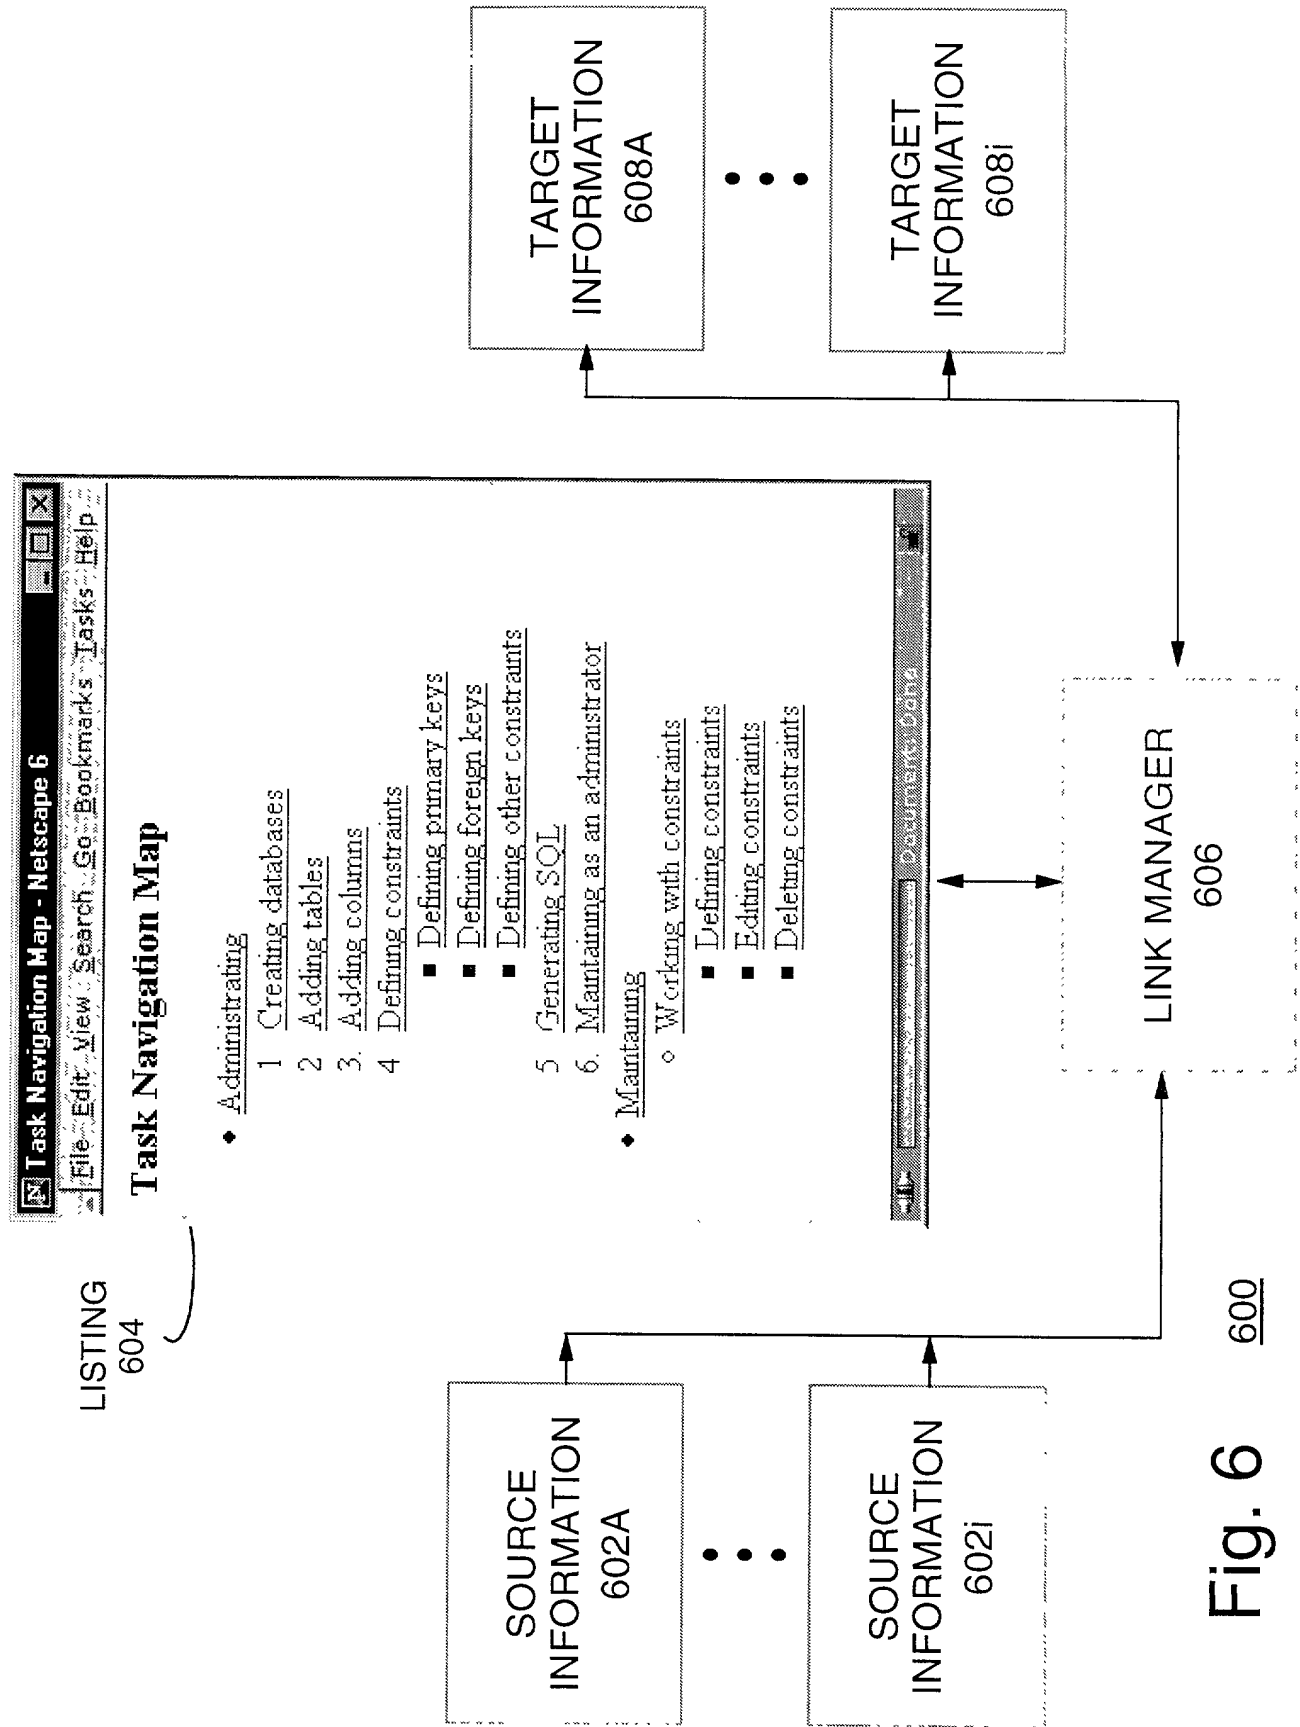 Task Navigation Map - Netscape 6
File Edit View Search Go Bookmarks Tasks Help
Task Navigation Map
Administrating
1 Creating databases
2 Adding tables
3. Adding columns
4 Defining constraints
Defining primary keys
Defining foreign keys
Defining other constraints
5 Generating SQL
6. Maintaining as an administrator
Maintaining
Working with constraints
Defining constraints
Editing constraints
Deleting constraints
Document: Done
LISTING
604
SOURCE
INFORMATION
602A
SOURCE
INFORMATION
602i
TARGET
INFORMATION
608A
TARGET
INFORMATION
608i
LINK MANAGER
606
600
Fig. 6